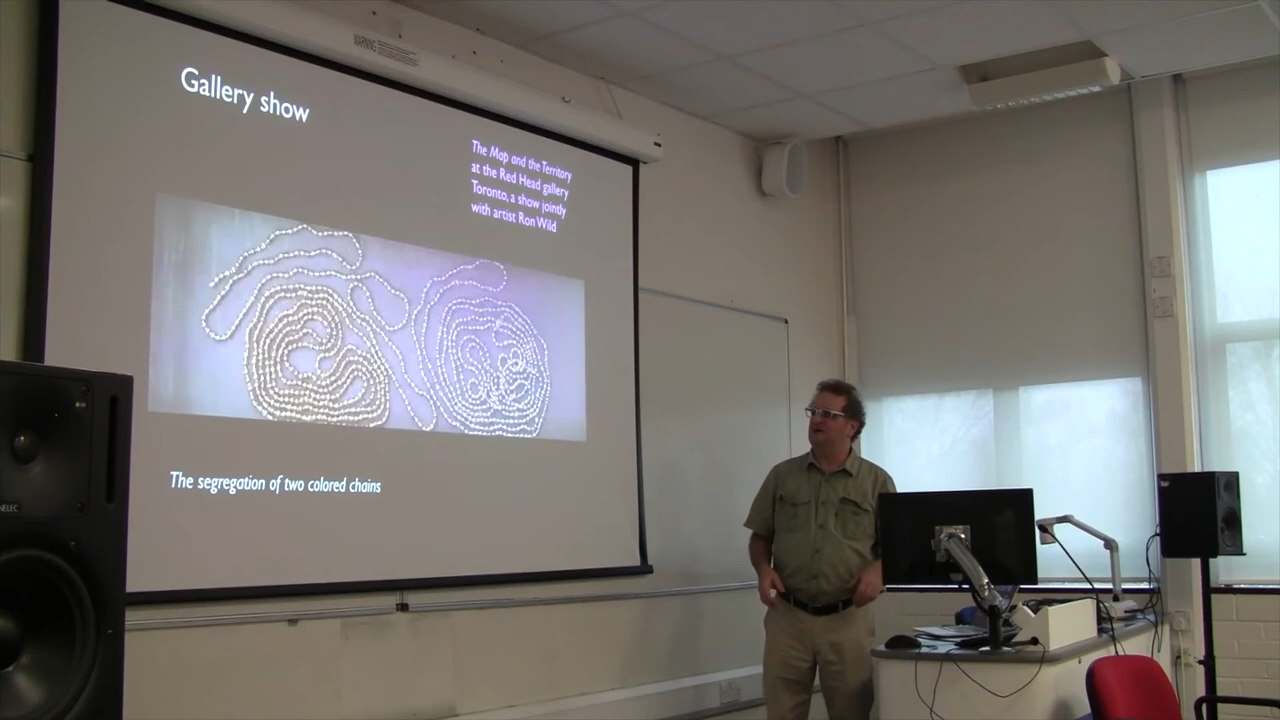 WARNING
Gallery show
The Map and the Territory
at the Red Head gallery
Toronto, a show jointly
with artist Ron Wild
The segregation of two colored chains